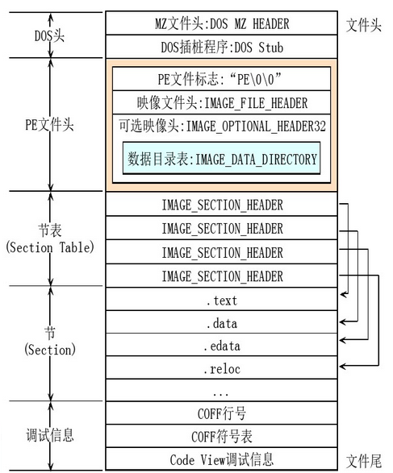 DOS头
MZ文件头:DOS MZ HEADER
文件头
DOS插桩程序:DOS Stub
PE文件头
PE文件标志:“PE\0\0”
映像文件头:IMAGE_FILE_HEADER
可选映像头:IMAGE_OPTIONAL_HEADER32
数据目录表:IMAGE_DATA_DIRECTORY
节表
(Section Table)
IMAGE_SECTION_HEADER
IMAGE_SECTION_HEADER
IMAGE_SECTION_HEADER
IMAGE_SECTION_HEADER
节
(Section)
.text
.data
.edata
.reloc
...
调试信息
COFF行号
COFF符号表
Code View调试信息
文件尾